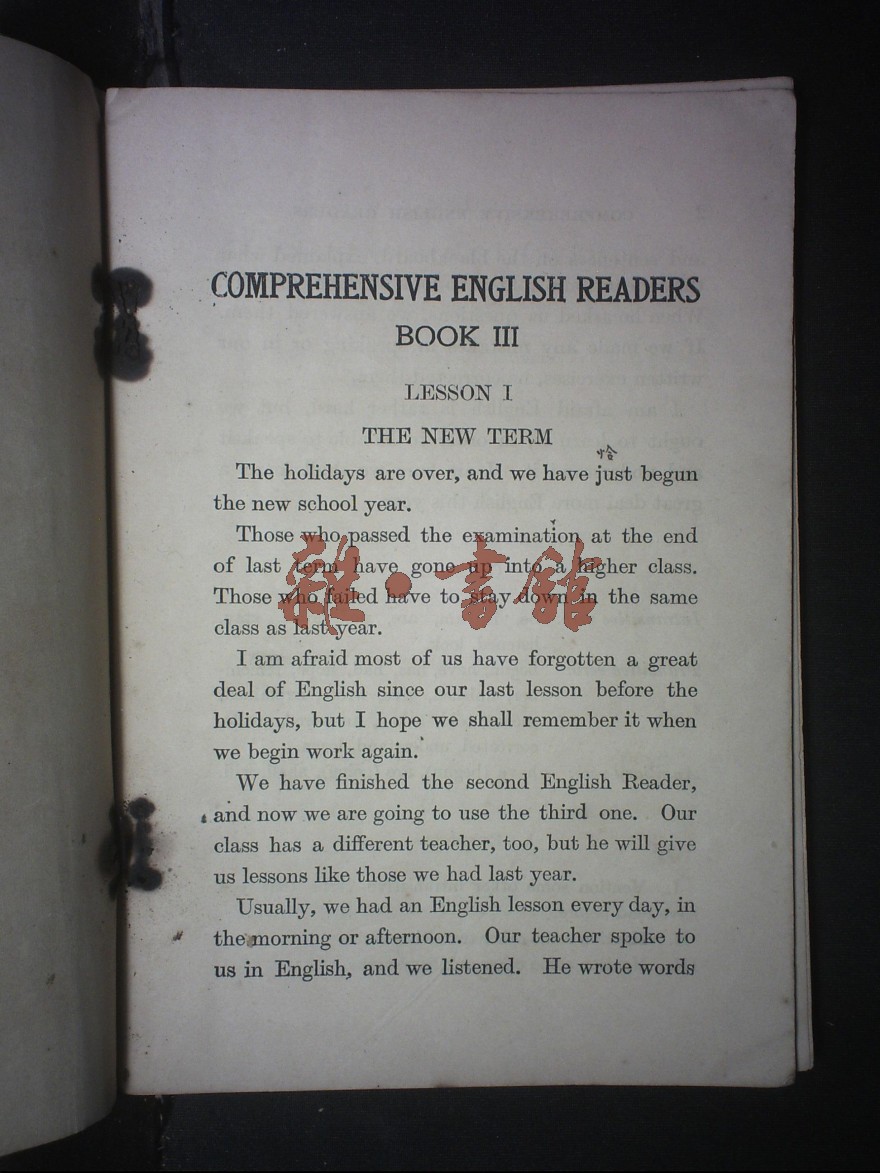 COMPREHENSIVE ENGLISH READERS
BOOK III
LESSON I
THE NEW TERM
恰
The holidays are over, and we have just begun
the new school year.
Those who passed the examination at the end
of last term have gone up into a higher class.
Those who failed have to stay down in the same
class as last year.
雜·書館
I am afraid most of us have forgotten a great
deal of English since our last lesson before the
holidays, but I hope we shall remember it when
we begin work again.
We have finished the second English Reader,
and now we are going to use the third one. Our
class has a different teacher, too, but he will give
us lessons like those we had last year.
Usually, we had an English lesson every day, in
the morning or afternoon. Our teacher spoke to
us in English, and we listened. He wrote words